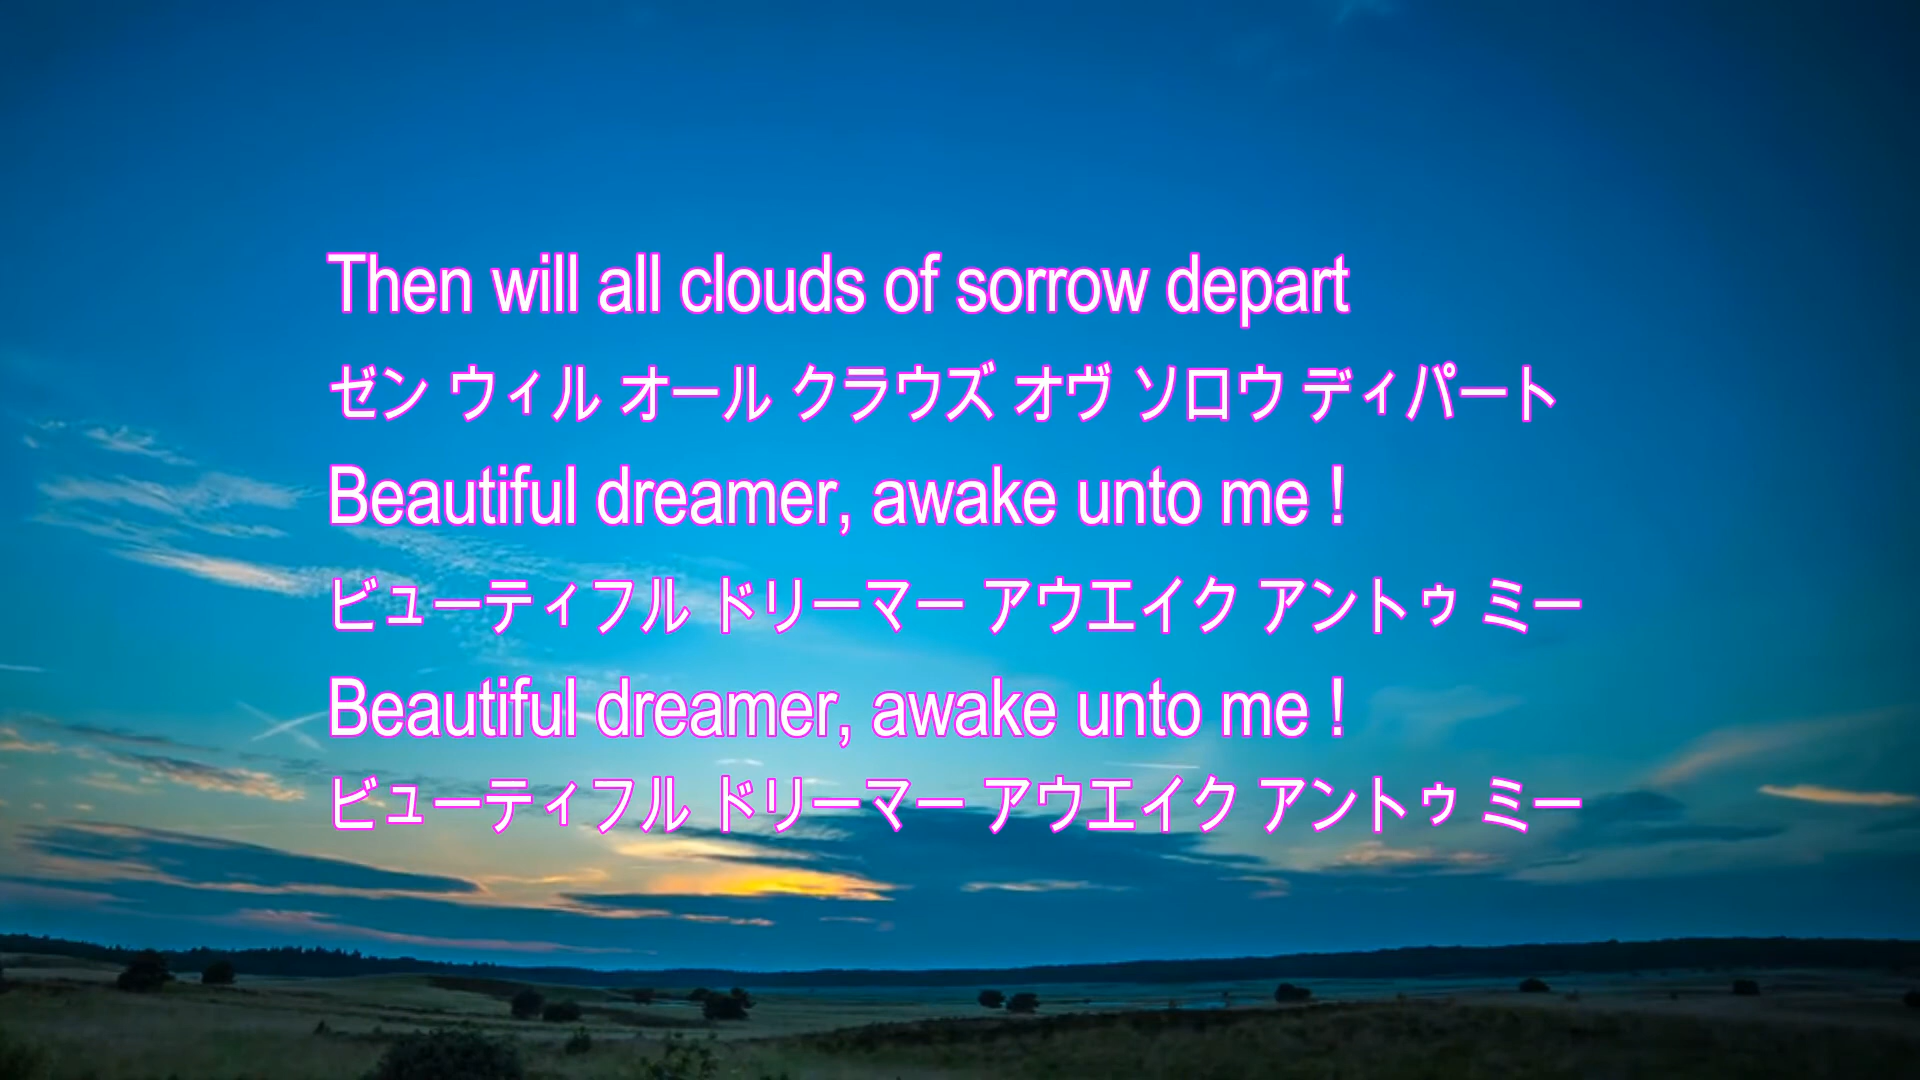 Then will all clouds of sorrow depart
ゼン ウィル オール クラウズ オヴ ソロウ ディパート
Beautiful dreamer, awake unto me !
ビューティフル ドリーマー アウエイク アントゥ ミー
Beautiful dreamer, awake unto me !
ビューティフル ドリーマー アウエイク アントゥ ミー